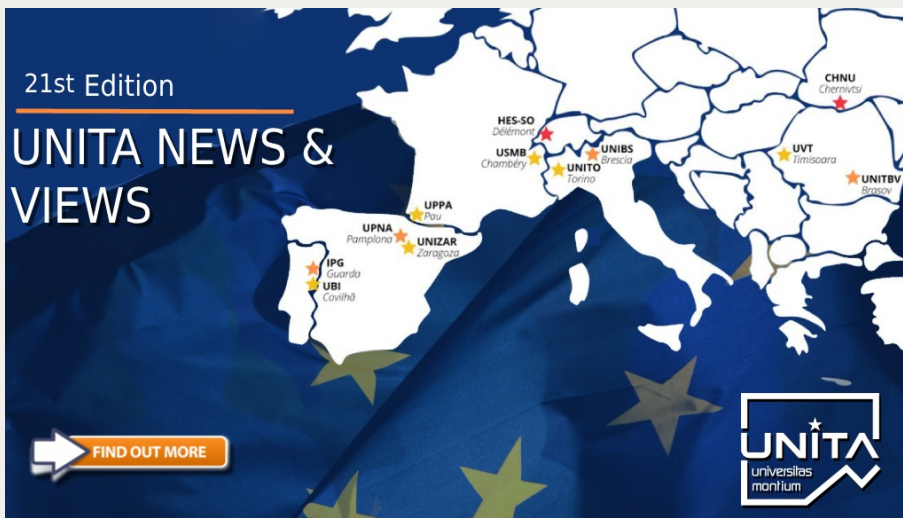 21st Edition
UNITA NEWS &
VIEWS
CHNU
Chernivtsi
HES-SO
Délémont
USMB
Chambéry
UNIBS
Brescia
UNITO
Torino
UVT
Timisoara
UNITBV
Brasov
UPPA
Pau
UPNA
Pamplona
UNIZAR
Zaragoza
IPG
Guarda
UBI
Covilhã
FIND OUT MORE
UNITA
universitas
montium